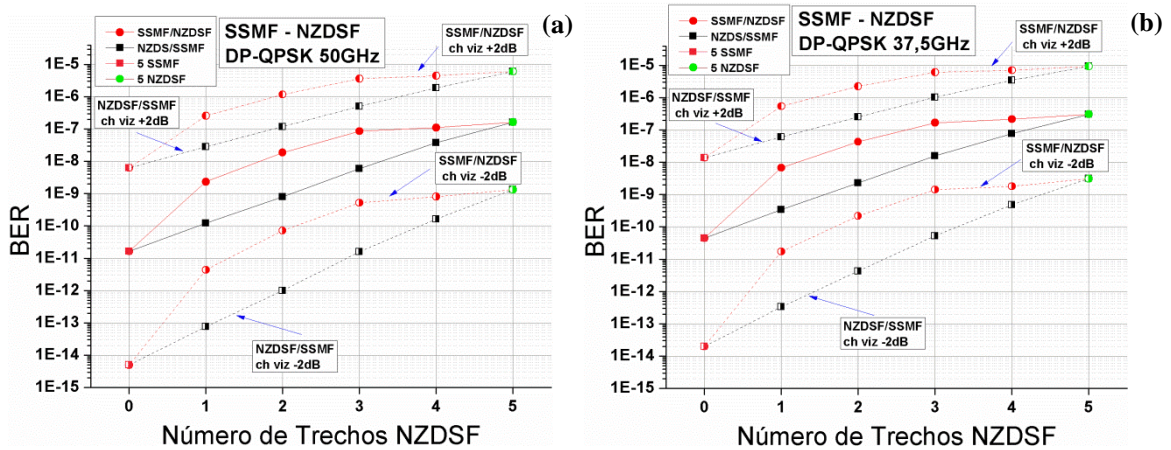 (a)
SSMF - NZDSF
DP-QPSK 50GHz
SSMF/NZDSF
NZDS/SSMF
5 SSMF
5 NZDSF
SSMF/NZDSF
ch viz +2dB
NZDSF/SSMF
ch viz +2dB
SSMF/NZDSF
ch viz -2dB
NZDSF/SSMF
ch viz -2dB
BER
1E-5
1E-6
1E-7
1E-8
1E-9
1E-10
1E-11
1E-12
1E-13
1E-14
1E-15
0 1 2 3 4 5
Número de Trechos NZDSF
(b)
SSMF - NZDSF
DP-QPSK 37,5GHz
SSMF/NZDSF
NZDS/SSMF
5 SSMF
5 NZDSF
SSMF/NZDSF
ch viz +2dB
NZDSF/SSMF
ch viz +2dB
SSMF/NZDSF
ch viz -2dB
NZDSF/SSMF
ch viz -2dB
BER
1E-5
1E-6
1E-7
1E-8
1E-9
1E-10
1E-11
1E-12
1E-13
1E-14
1E-15
0 1 2 3 4 5
Número de Trechos NZDSF